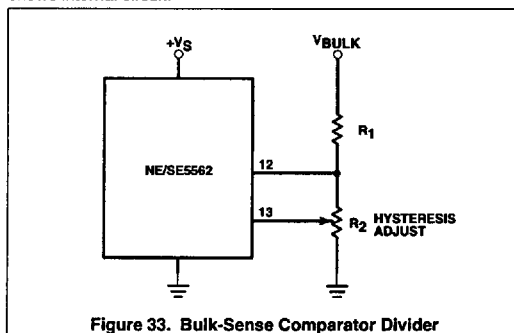 +VS
VBULK
R1
NE/SE5562
12
13
R2 HYSTERESIS
ADJUST
Figure 33. Bulk-Sense Comparator Divider